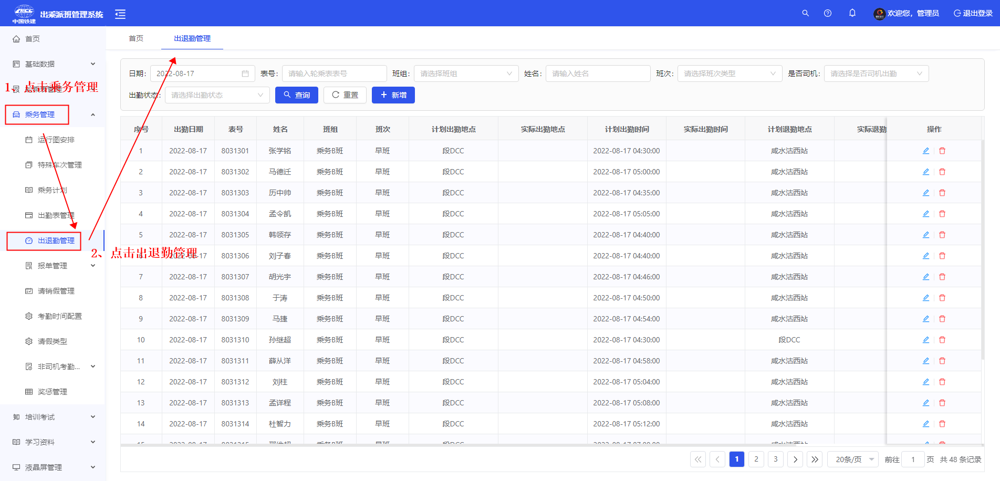 CRCC
中国铁建
出乘派班管理系统
欢迎您，管理员
退出登录
首页
出退勤管理
首页
基础数据
1、点击乘务管理
乘务管理
运行图安排
特殊车次管理
乘务计划
出勤表管理
出退勤管理
2、点击出退勤管理
报单管理
请销假管理
考勤时间配置
请假类型
非司机考勤...
奖惩管理
培训考试
学习资料
液晶屏管理
日期： 2022-08-17 表号： 请输入轮乘表表号 班组： 请选择班组 姓名： 请输入姓名 班次： 请选择班次类型 是否司机： 请选择是否司机出勤
出勤状态： 请选择出勤状态 查询 重置 新增
序号 出勤日期 表号 姓名 班组 班次 计划出勤地点 实际出勤地点 计划出勤时间 实际出勤时间 计划退勤地点 实际退勤 操作
1 2022-08-17 8031301 张学铭 乘务B班 早班 段DCC 2022-08-17 04:30:00 咸水沽西站
2 2022-08-17 8031302 马德迁 乘务B班 早班 段DCC 2022-08-17 05:00:00 咸水沽西站
3 2022-08-17 8031303 历中帅 乘务B班 早班 段DCC 2022-08-17 04:35:00 咸水沽西站
4 2022-08-17 8031304 孟令凯 乘务B班 早班 段DCC 2022-08-17 05:05:00 咸水沽西站
5 2022-08-17 8031305 韩领存 乘务B班 早班 段DCC 2022-08-17 04:40:00 咸水沽西站
6 2022-08-17 8031306 刘子春 乘务B班 早班 段DCC 2022-08-17 04:40:00 咸水沽西站
7 2022-08-17 8031307 胡光宇 乘务B班 早班 段DCC 2022-08-17 04:46:00 咸水沽西站
8 2022-08-17 8031308 于涛 乘务B班 早班 段DCC 2022-08-17 04:50:00 咸水沽西站
9 2022-08-17 8031309 马捷 乘务B班 早班 段DCC 2022-08-17 04:54:00 咸水沽西站
10 2022-08-17 8031310 孙继超 乘务B班 早班 段DCC 2022-08-17 04:30:00 段DCC
11 2022-08-17 8031311 薛从洋 乘务B班 早班 段DCC 2022-08-17 04:58:00 咸水沽西站
12 2022-08-17 8031312 刘柱 乘务B班 早班 段DCC 2022-08-17 05:04:00 咸水沽西站
13 2022-08-17 8031313 孟详程 乘务B班 早班 段DCC 2022-08-17 05:08:00 咸水沽西站
14 2022-08-17 8031314 杜智力 乘务B班 早班 段DCC 2022-08-17 05:12:00 咸水沽西站
1 2 3 20条/页 前往 1 页 共 48 条记录